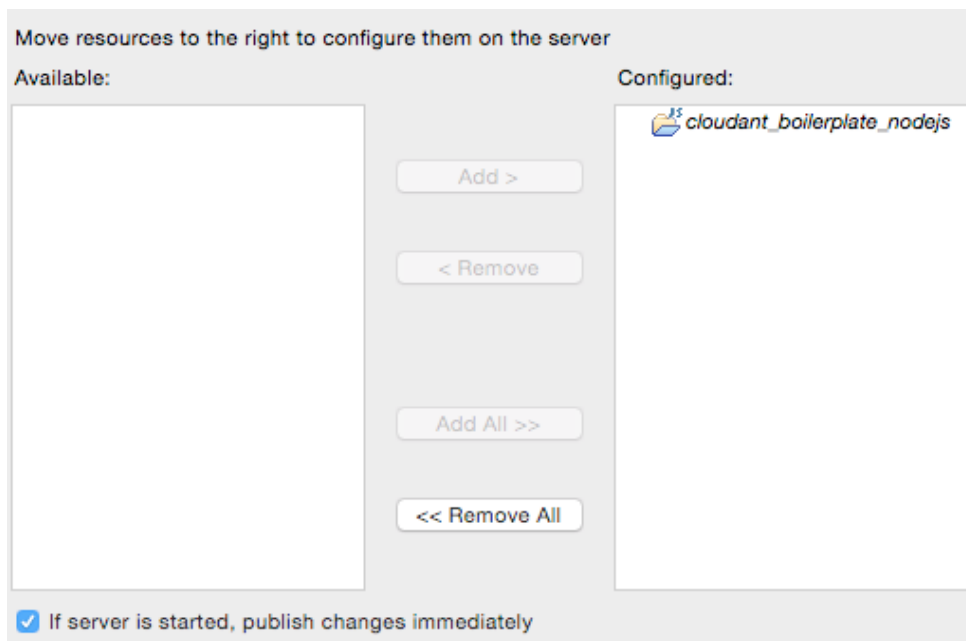 Move resources to the right to configure them on the server
Available:
Configured:
JS cloudant_boilerplate_nodejs
Add >
< Remove
Add All >>
<< Remove All
If server is started, publish changes immediately